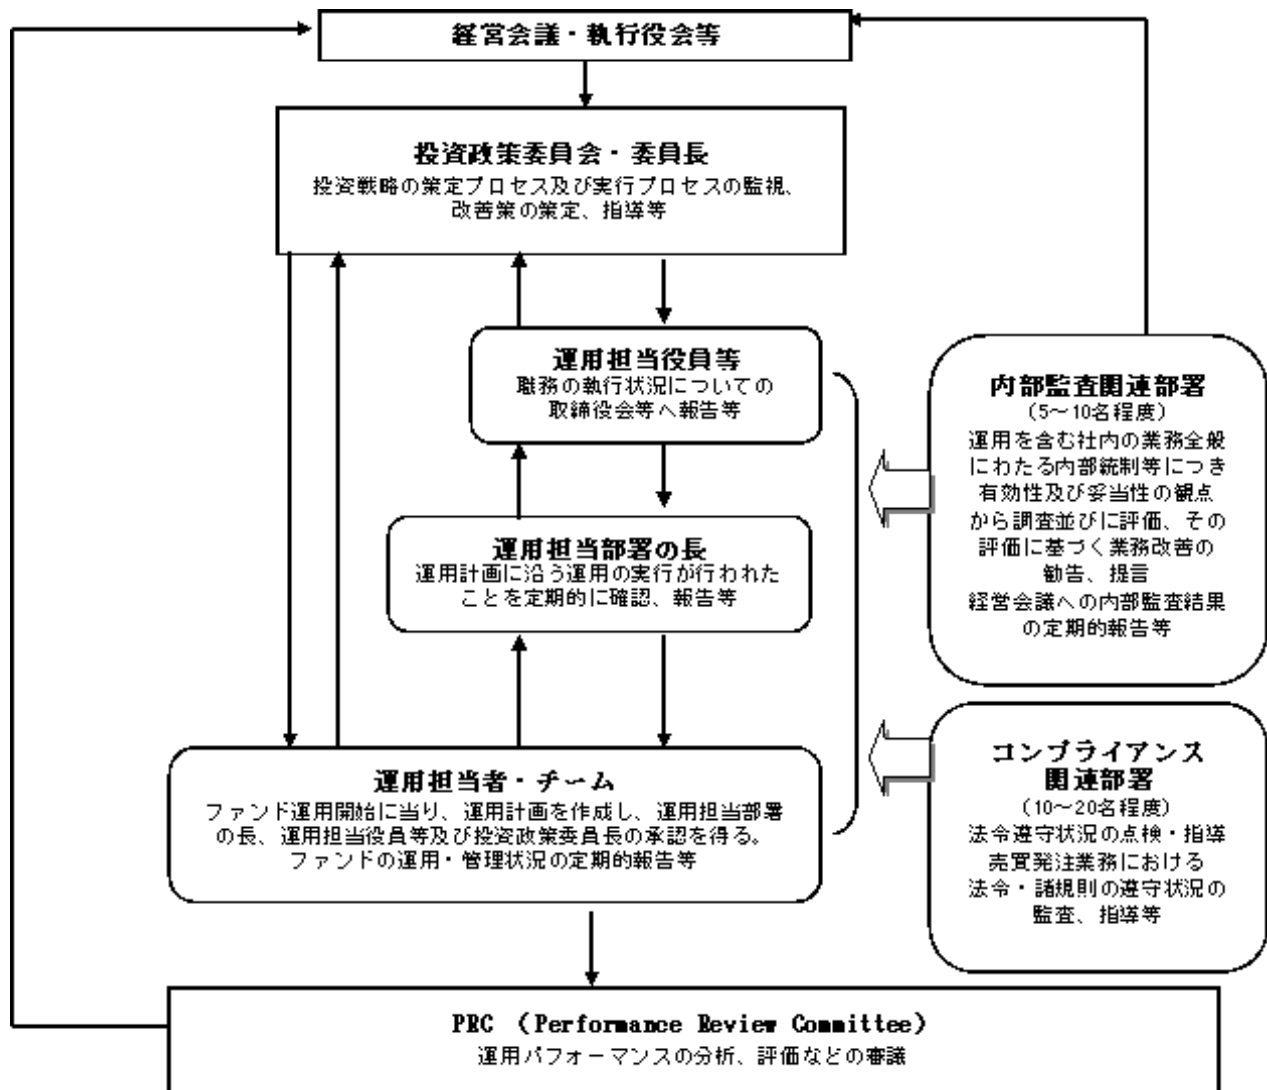 経営会議・執行役会等
投資政策委員会・委員長
投資戦略の策定プロセス及び実行プロセスの監視、
改善策の策定、指導等
運用担当役員等
職務の執行状況についての
取締役会等へ報告等
運用担当部署の長
運用計画に沿う運用の実行が行われた
ことを定期的に確認、報告等
運用担当者・チーム
ファンド運用開始に当り、運用計画を作成し、運用担当部署
の長、運用担当役員等及び投資政策委員長の承認を得る。
ファンドの運用・管理状況の定期的報告等
内部監査関連部署
(5～10名程度)
運用を含む社内の業務全般
にわたる内部統制等につき
有効性及び妥当性の観点
から調査並びに評価、その
評価に基づく業務改善の
勧告、提言
経営会議への内部監査結果
の定期的報告等
コンプライアンス
関連部署
(10～20名程度)
法令遵守状況の点検・指導
売買発注業務における
法令・諸規則の遵守状況の
監査、指導等
PRC (Performance Review Committee)
運用パフォーマンスの分析、評価などの審議